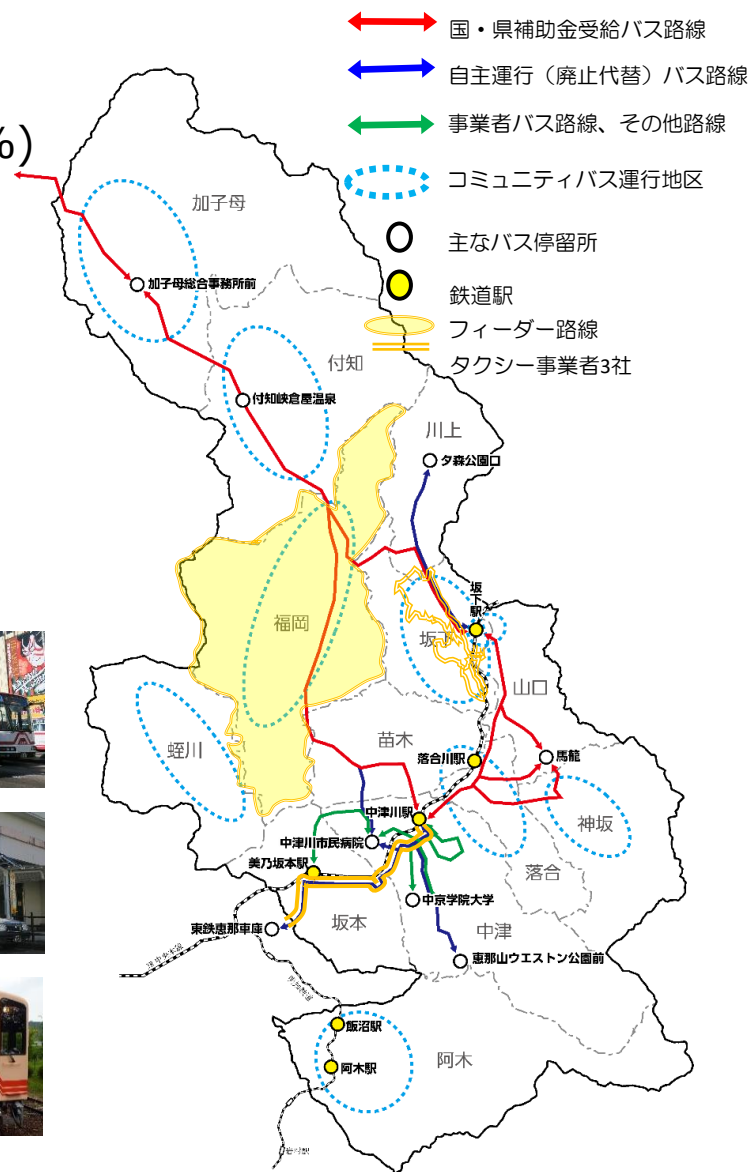 国・県補助金受給バス路線
自主運行（廃止代替）バス路線
%)
事業者バス路線、その他路線
コミュニティバス運行地区
加子母
主なバス停留所
加子母総合事務所前
鉄道駅
フィーダー路線
付知
タクシー事業者3社
付知峡倉屋温泉
川上
夕森公園口
坂下駅
福岡
坂下
山口
苗木
蛭川
落合川駅
馬籠
中津川駅
神坂
中津川市民病院
美乃坂本駅
落合
中京学院大学
坂本
中津
東鉄恵那車庫
恵那山ウエストン公園前
飯沼駅
阿木
阿木駅